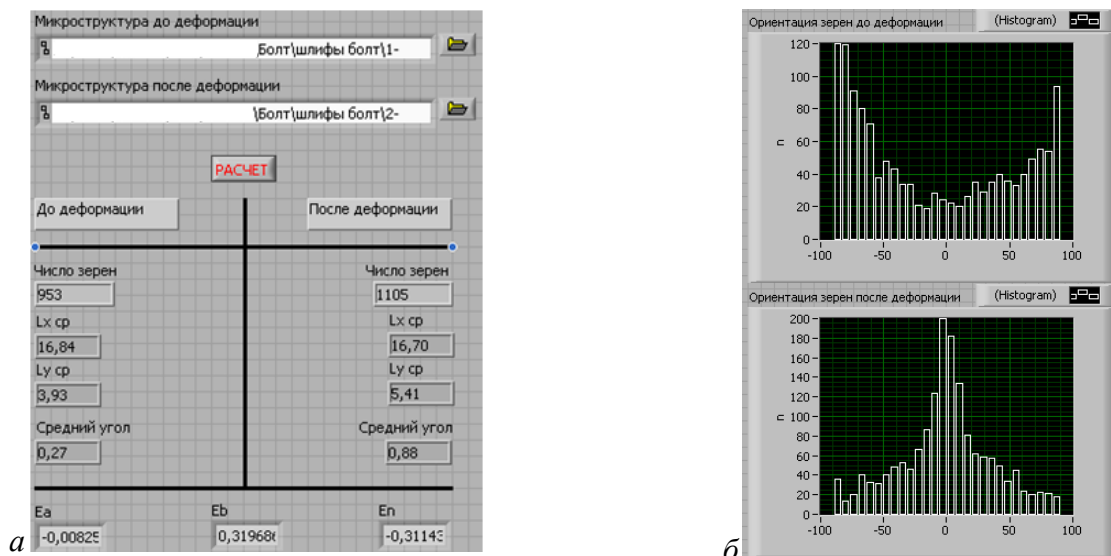 Микроструктура до деформации
Болт\шлифы болт\1-
Микроструктура после деформации
\Болт\шлифы болт\2-
РАСЧЕТ
До деформации После деформации
Число зерен Число зерен
953 1105
Lx ср Lx ср
16,84 16,70
Ly ср Ly ср
3,93 5,41
Средний угол Средний угол
0,27 0,88
Ea Eb En
-0,00825 0,319686 -0,31143
а
Ориентация зерен до деформации (Histogram)
120
100
80
n
60
40
20
0
-100 -50 0 50 100
Ориентация зерен после деформации (Histogram)
200
180
160
140
120
n
100
80
60
40
20
0
-100 -50 0 50 100
б